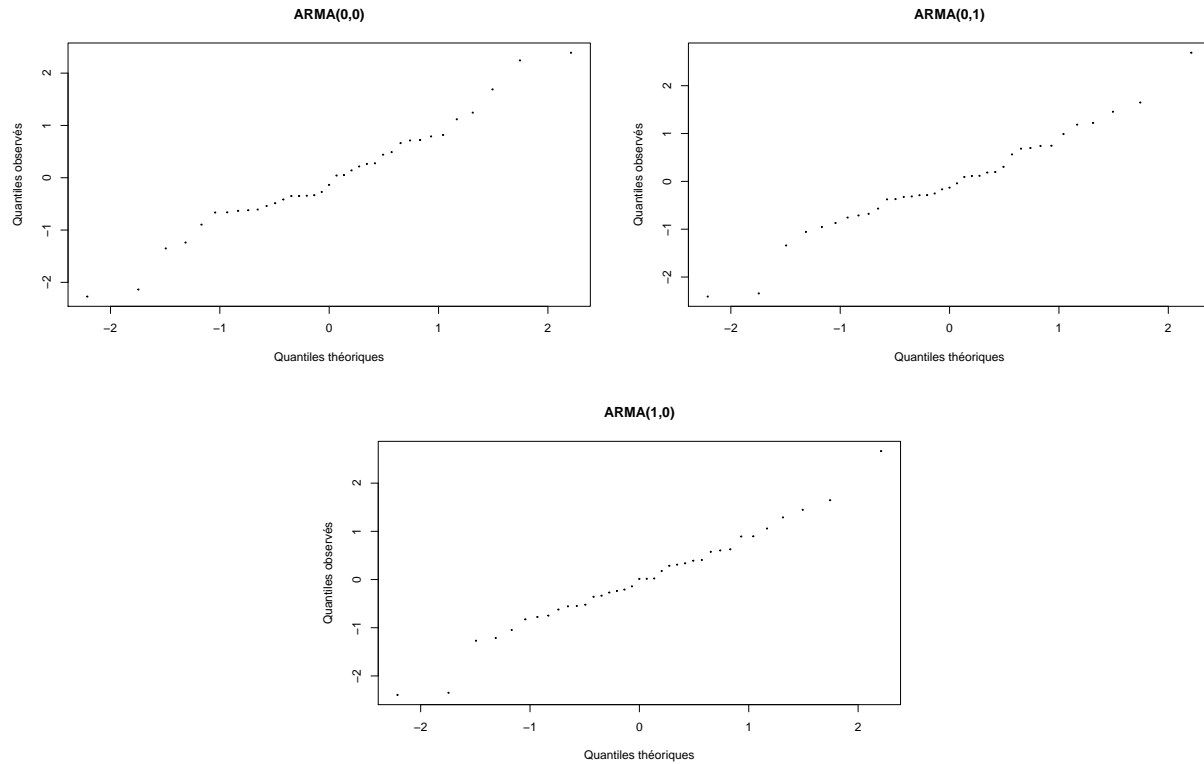 ARMA(0,0)
Quantiles observés
2
1
0
−1
−2
−2 −1 0 1 2
Quantiles théoriques
ARMA(0,1)
Quantiles observés
2
1
0
−1
−2
−2 −1 0 1 2
Quantiles théoriques
ARMA(1,0)
Quantiles observés
2
1
0
−1
−2
−2 −1 0 1 2
Quantiles théoriques